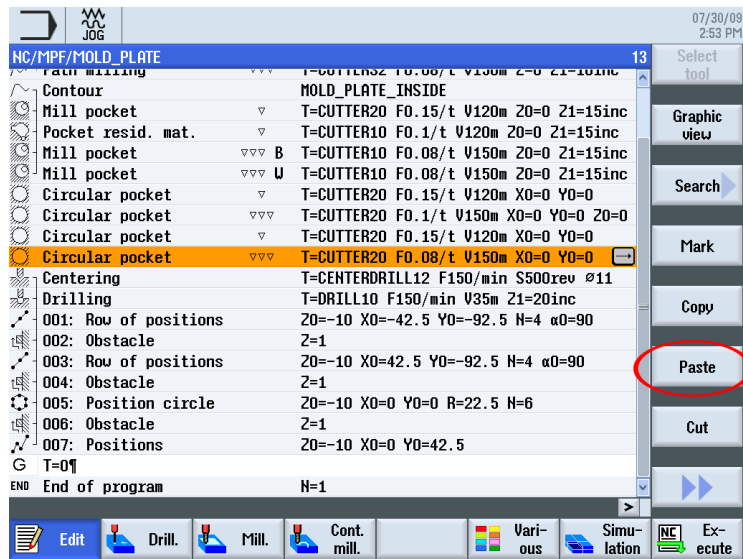 JOG
07/30/09
2:53 PM
NC/MPF/MOLD_PLATE 13
Select tool
Path milling ▽▽▽ T=CUTTER32 F0.08/t V150m Z=0 Z1=10inc
Contour MOLD_PLATE_INSIDE
Mill pocket ▽ T=CUTTER20 F0.15/t V120m Z0=0 Z1=15inc
Pocket resid. mat. ▽ T=CUTTER10 F0.1/t V120m Z0=0 Z1=15inc
Mill pocket ▽▽▽ B T=CUTTER10 F0.08/t V150m Z0=0 Z1=15inc
Mill pocket ▽▽▽ W T=CUTTER10 F0.08/t V150m Z0=0 Z1=15inc
Circular pocket ▽ T=CUTTER20 F0.15/t V120m X0=0 Y0=0
Circular pocket ▽▽▽ T=CUTTER20 F0.1/t V150m X0=0 Y0=0 Z0=0
Circular pocket ▽ T=CUTTER20 F0.15/t V120m X0=0 Y0=0
Circular pocket ▽▽▽ T=CUTTER20 F0.08/t V150m X0=0 Y0=0 →
Centering T=CENTERDRILL12 F150/min S500rev ø11
Drilling T=DRILL10 F150/min V35m Z1=20inc
001: Row of positions Z0=-10 X0=-42.5 Y0=-92.5 N=4 α0=90
002: Obstacle Z=1
003: Row of positions Z0=-10 X0=42.5 Y0=-92.5 N=4 α0=90
004: Obstacle Z=1
005: Position circle Z0=-10 X0=0 Y0=0 R=22.5 N=6
006: Obstacle Z=1
007: Positions Z0=-10 X0=0 Y0=42.5
G T=0¶
END End of program N=1
Graphic
view
Search
Mark
Copy
Paste
Cut
>
Edit
Drill.
Mill.
Cont.
mill.
Vari-
ous
Simu-
lation
NC
Ex-
ecute